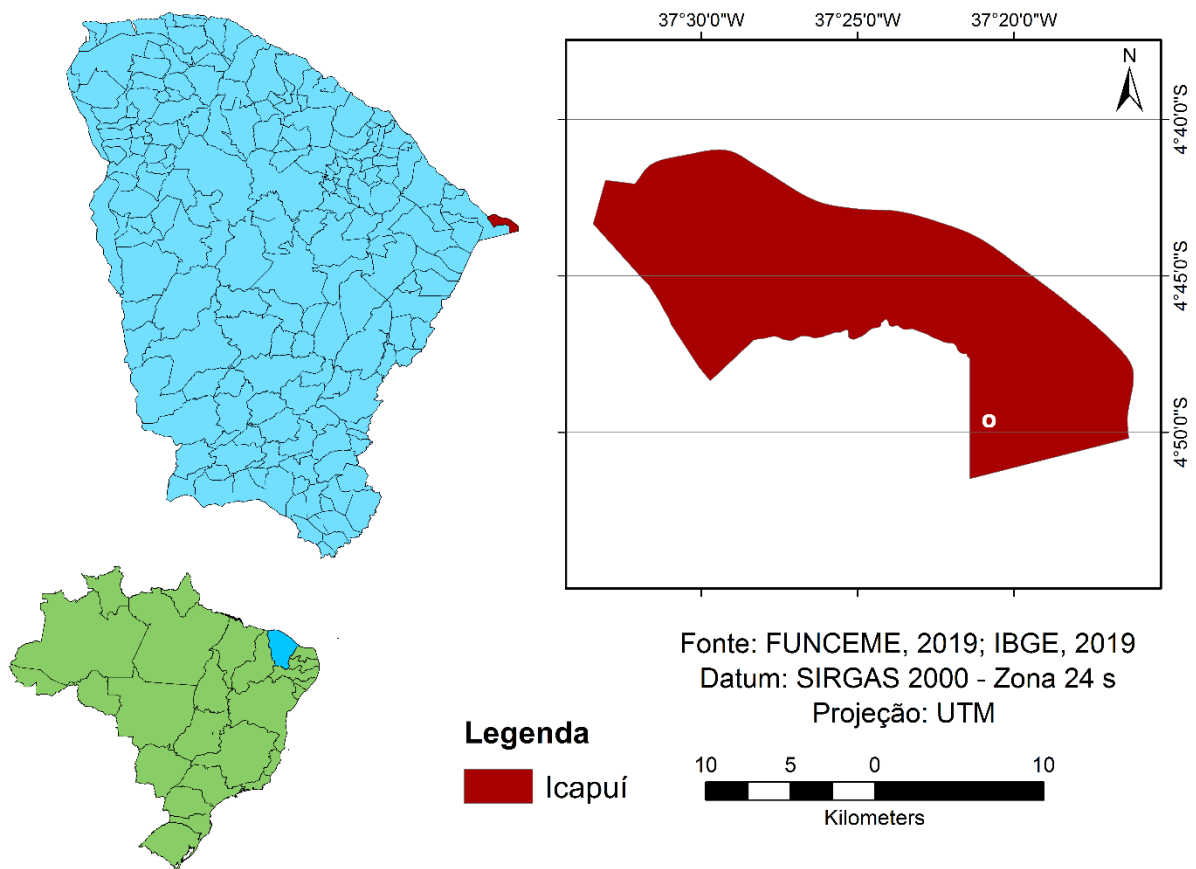 37°30'0"W 37°25'0"W 37°20'0"W
N
4°40'0"S
4°45'0"S
4°50'0"S
o
Fonte: FUNCEME, 2019; IBGE, 2019
Datum: SIRGAS 2000 - Zona 24 s
Projeção: UTM
Legenda
Icapuí
10 5 0 10
Kilometers